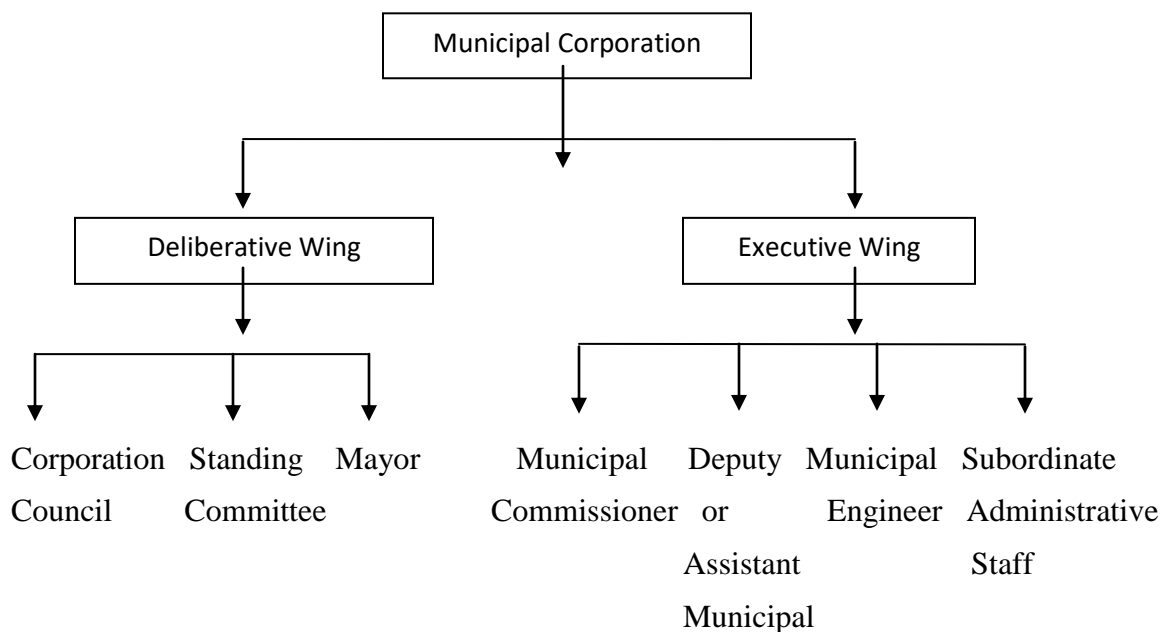 Municipal Corporation
Deliberative Wing
Executive Wing
Corporation
Council
Standing
Committee
Mayor
Municipal
Commissioner
Deputy
or
Assistant
Municipal
Municipal
Engineer
Subordinate
Administrative
Staff